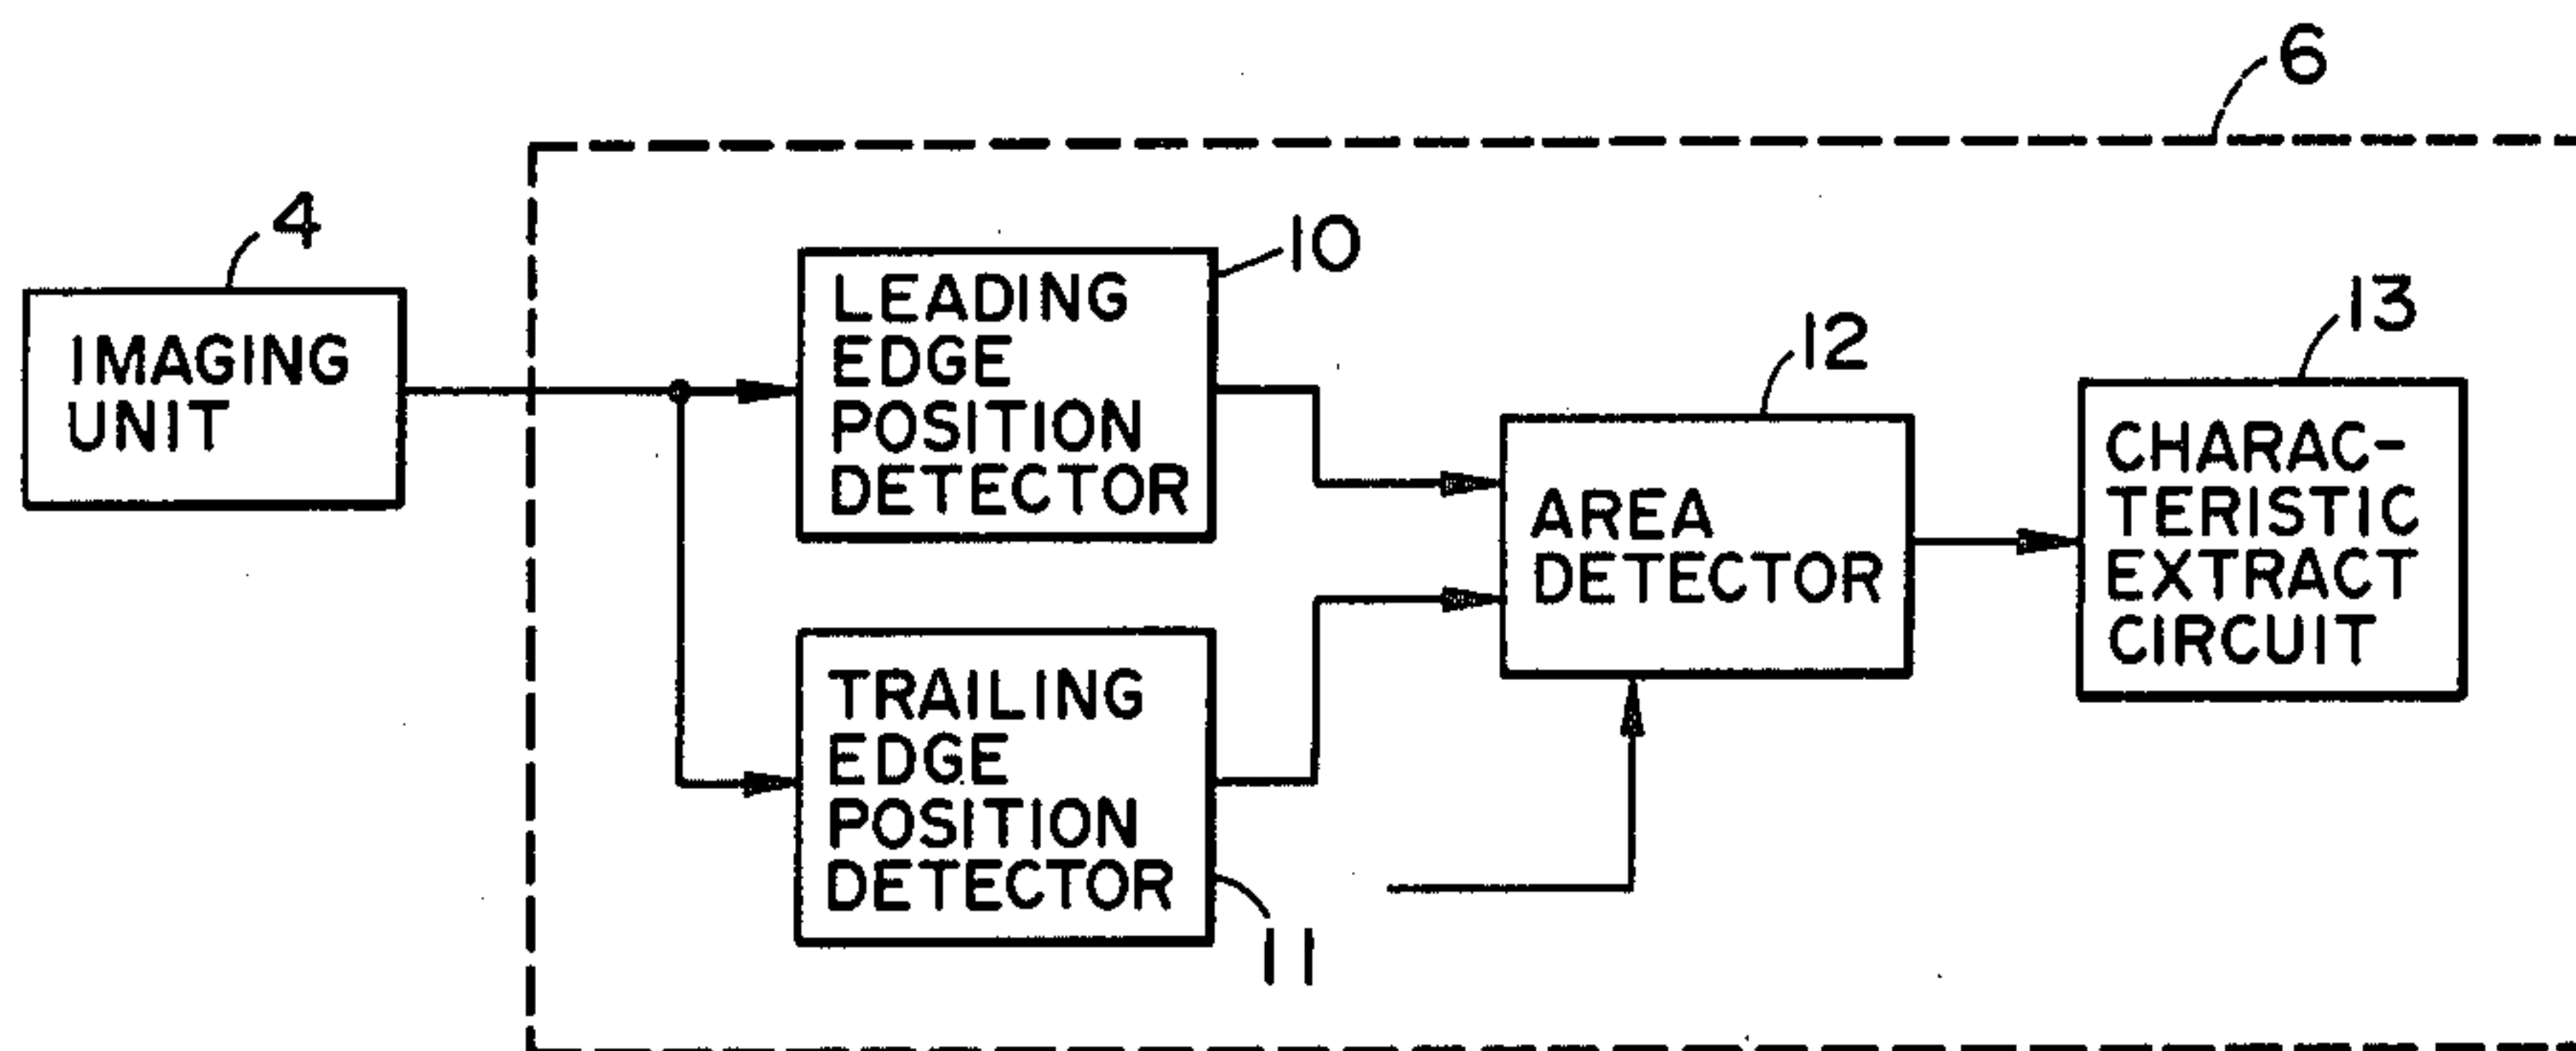 6
4
IMAGING
UNIT
10
LEADING
EDGE
POSITION
DETECTOR
12
AREA
DETECTOR
13
CHARAC-
TERISTIC
EXTRACT
CIRCUIT
TRAILING
EDGE
POSITION
DETECTOR
11